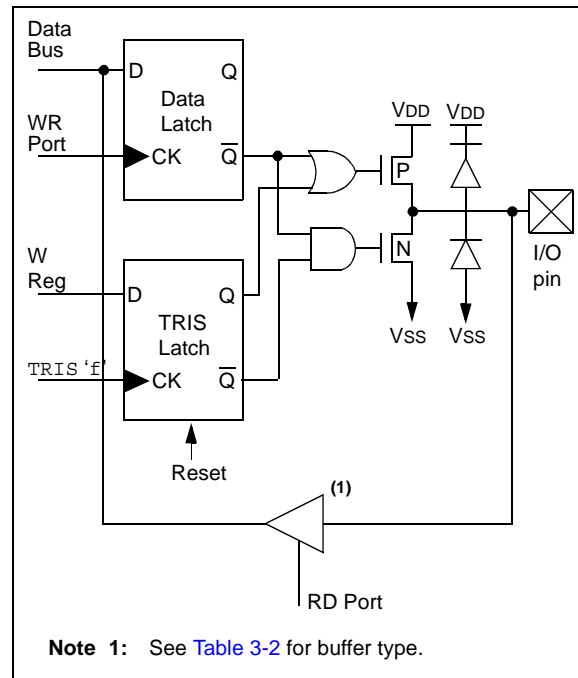 Data
Bus
D
Q
Data
Latch
WR
Port
CK
Q
VDD
VDD
P
N
I/O
pin
W
Reg
D
Q
TRIS
Latch
VSS
VSS
TRIS ‘f’
CK
Q
Reset
(1)
RD Port
Note 1: See Table 3-2 for buffer type.